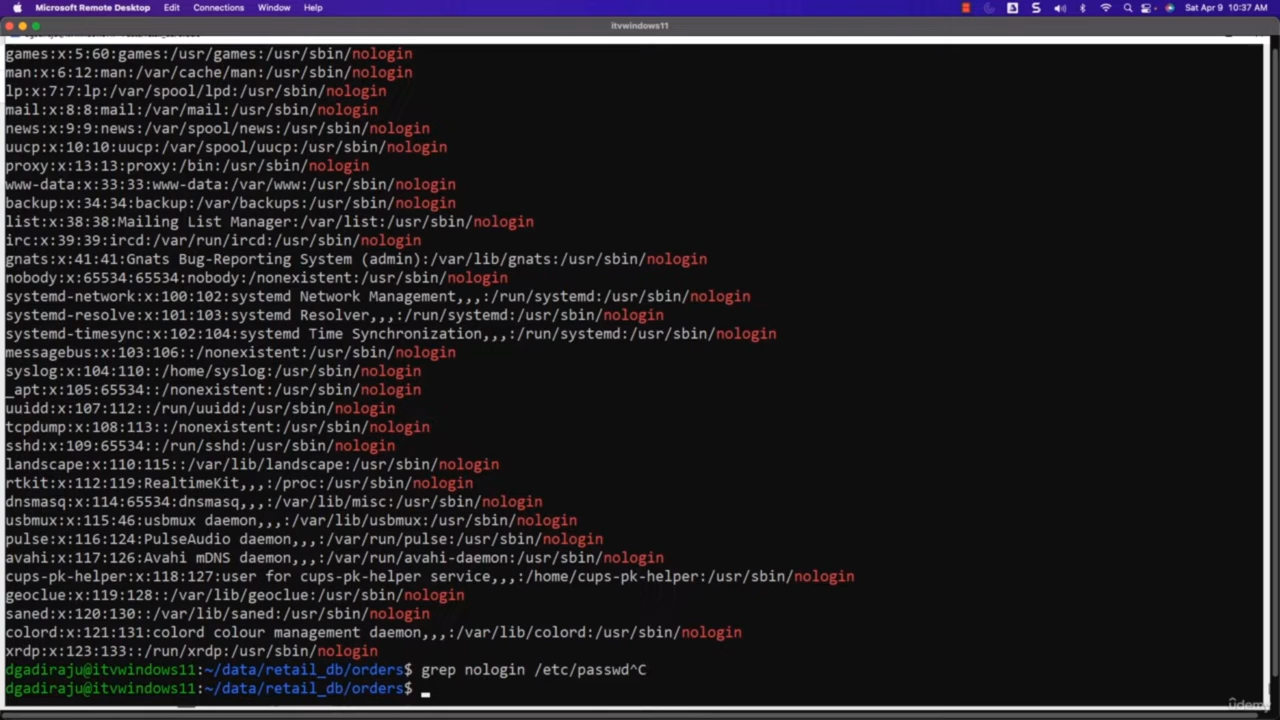 Microsoft Remote Desktop Edit Connections Window Help Sat Apr 9 10:37 AM
itvwindows11
games:x:5:60:games:/usr/games:/usr/sbin/nologin
man:x:6:12:man:/var/cache/man:/usr/sbin/nologin
lp:x:7:7:lp:/var/spool/lpd:/usr/sbin/nologin
mail:x:8:8:mail:/var/mail:/usr/sbin/nologin
news:x:9:9:news:/var/spool/news:/usr/sbin/nologin
uucp:x:10:10:uucp:/var/spool/uucp:/usr/sbin/nologin
proxy:x:13:13:proxy:/bin:/usr/sbin/nologin
www-data:x:33:33:www-data:/var/www:/usr/sbin/nologin
backup:x:34:34:backup:/var/backups:/usr/sbin/nologin
list:x:38:38:Mailing List Manager:/var/list:/usr/sbin/nologin
irc:x:39:39:ircd:/var/run/ircd:/usr/sbin/nologin
gnats:x:41:41:Gnats Bug-Reporting System (admin):/var/lib/gnats:/usr/sbin/nologin
nobody:x:65534:65534:nobody:/nonexistent:/usr/sbin/nologin
systemd-network:x:100:102:systemd Network Management,,,:/run/systemd:/usr/sbin/nologin
systemd-resolve:x:101:103:systemd Resolver,,,:/run/systemd:/usr/sbin/nologin
systemd-timesync:x:102:104:systemd Time Synchronization,,,:/run/systemd:/usr/sbin/nologin
messagebus:x:103:106::/nonexistent:/usr/sbin/nologin
syslog:x:104:110::/home/syslog:/usr/sbin/nologin
_apt:x:105:65534::/nonexistent:/usr/sbin/nologin
uuidd:x:107:112::/run/uuidd:/usr/sbin/nologin
tcpdump:x:108:113::/nonexistent:/usr/sbin/nologin
sshd:x:109:65534::/run/sshd:/usr/sbin/nologin
landscape:x:110:115::/var/lib/landscape:/usr/sbin/nologin
rtkit:x:112:119:RealtimeKit,,,:/proc:/usr/sbin/nologin
dnsmasq:x:114:65534:dnsmasq,,,:/var/lib/misc:/usr/sbin/nologin
usbmux:x:115:46:usbmux daemon,,,:/var/lib/usbmux:/usr/sbin/nologin
pulse:x:116:124:PulseAudio daemon,,,:/var/run/pulse:/usr/sbin/nologin
avahi:x:117:126:Avahi mDNS daemon,,,:/var/run/avahi-daemon:/usr/sbin/nologin
cups-pk-helper:x:118:127:user for cups-pk-helper service,,,:/home/cups-pk-helper:/usr/sbin/nologin
geoclue:x:119:128::/var/lib/geoclue:/usr/sbin/nologin
saned:x:120:130::/var/lib/saned:/usr/sbin/nologin
colord:x:121:131:colord colour management daemon,,,:/var/lib/colord:/usr/sbin/nologin
xrdp:x:123:133::/run/xrdp:/usr/sbin/nologin
dgadiraju@itvwindows11:~/data/retail_db/orders$ grep nologin /etc/passwd^C
dgadiraju@itvwindows11:~/data/retail_db/orders$
udemy